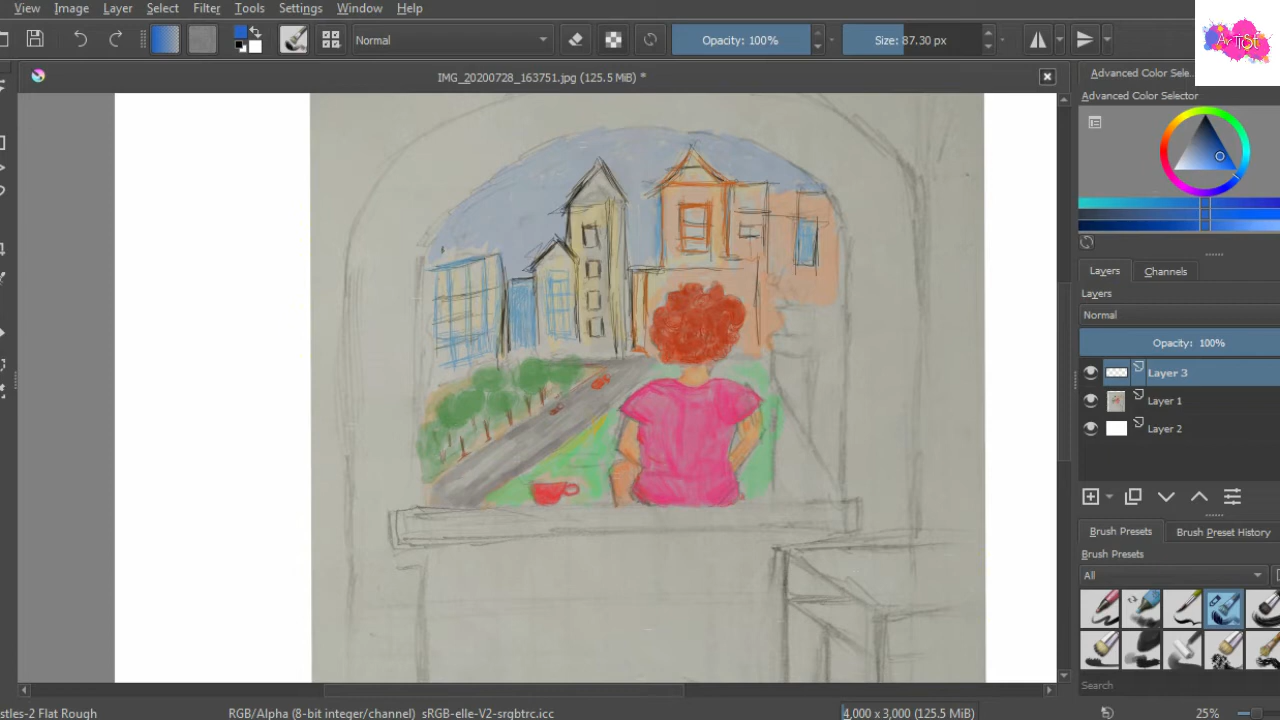 View Image Layer Select Filter Tools Settings Window Help
Normal
Opacity: 100%
Size: 87.30 px
IMG_20200728_163751.jpg (125.5 MiB) *
Advanced Color Sele...
Advanced Color Selector
Layers Channels
Layers
Normal
Opacity: 100%
Layer 3
Layer 1
Layer 2
Brush Presets Brush Preset History
Brush Presets
All
Search
stles-2 Flat Rough
RGB/Alpha (8-bit integer/channel) sRGB-elle-V2-srgbtrc.icc
4,000 x 3,000 (125.5 MiB)
25%